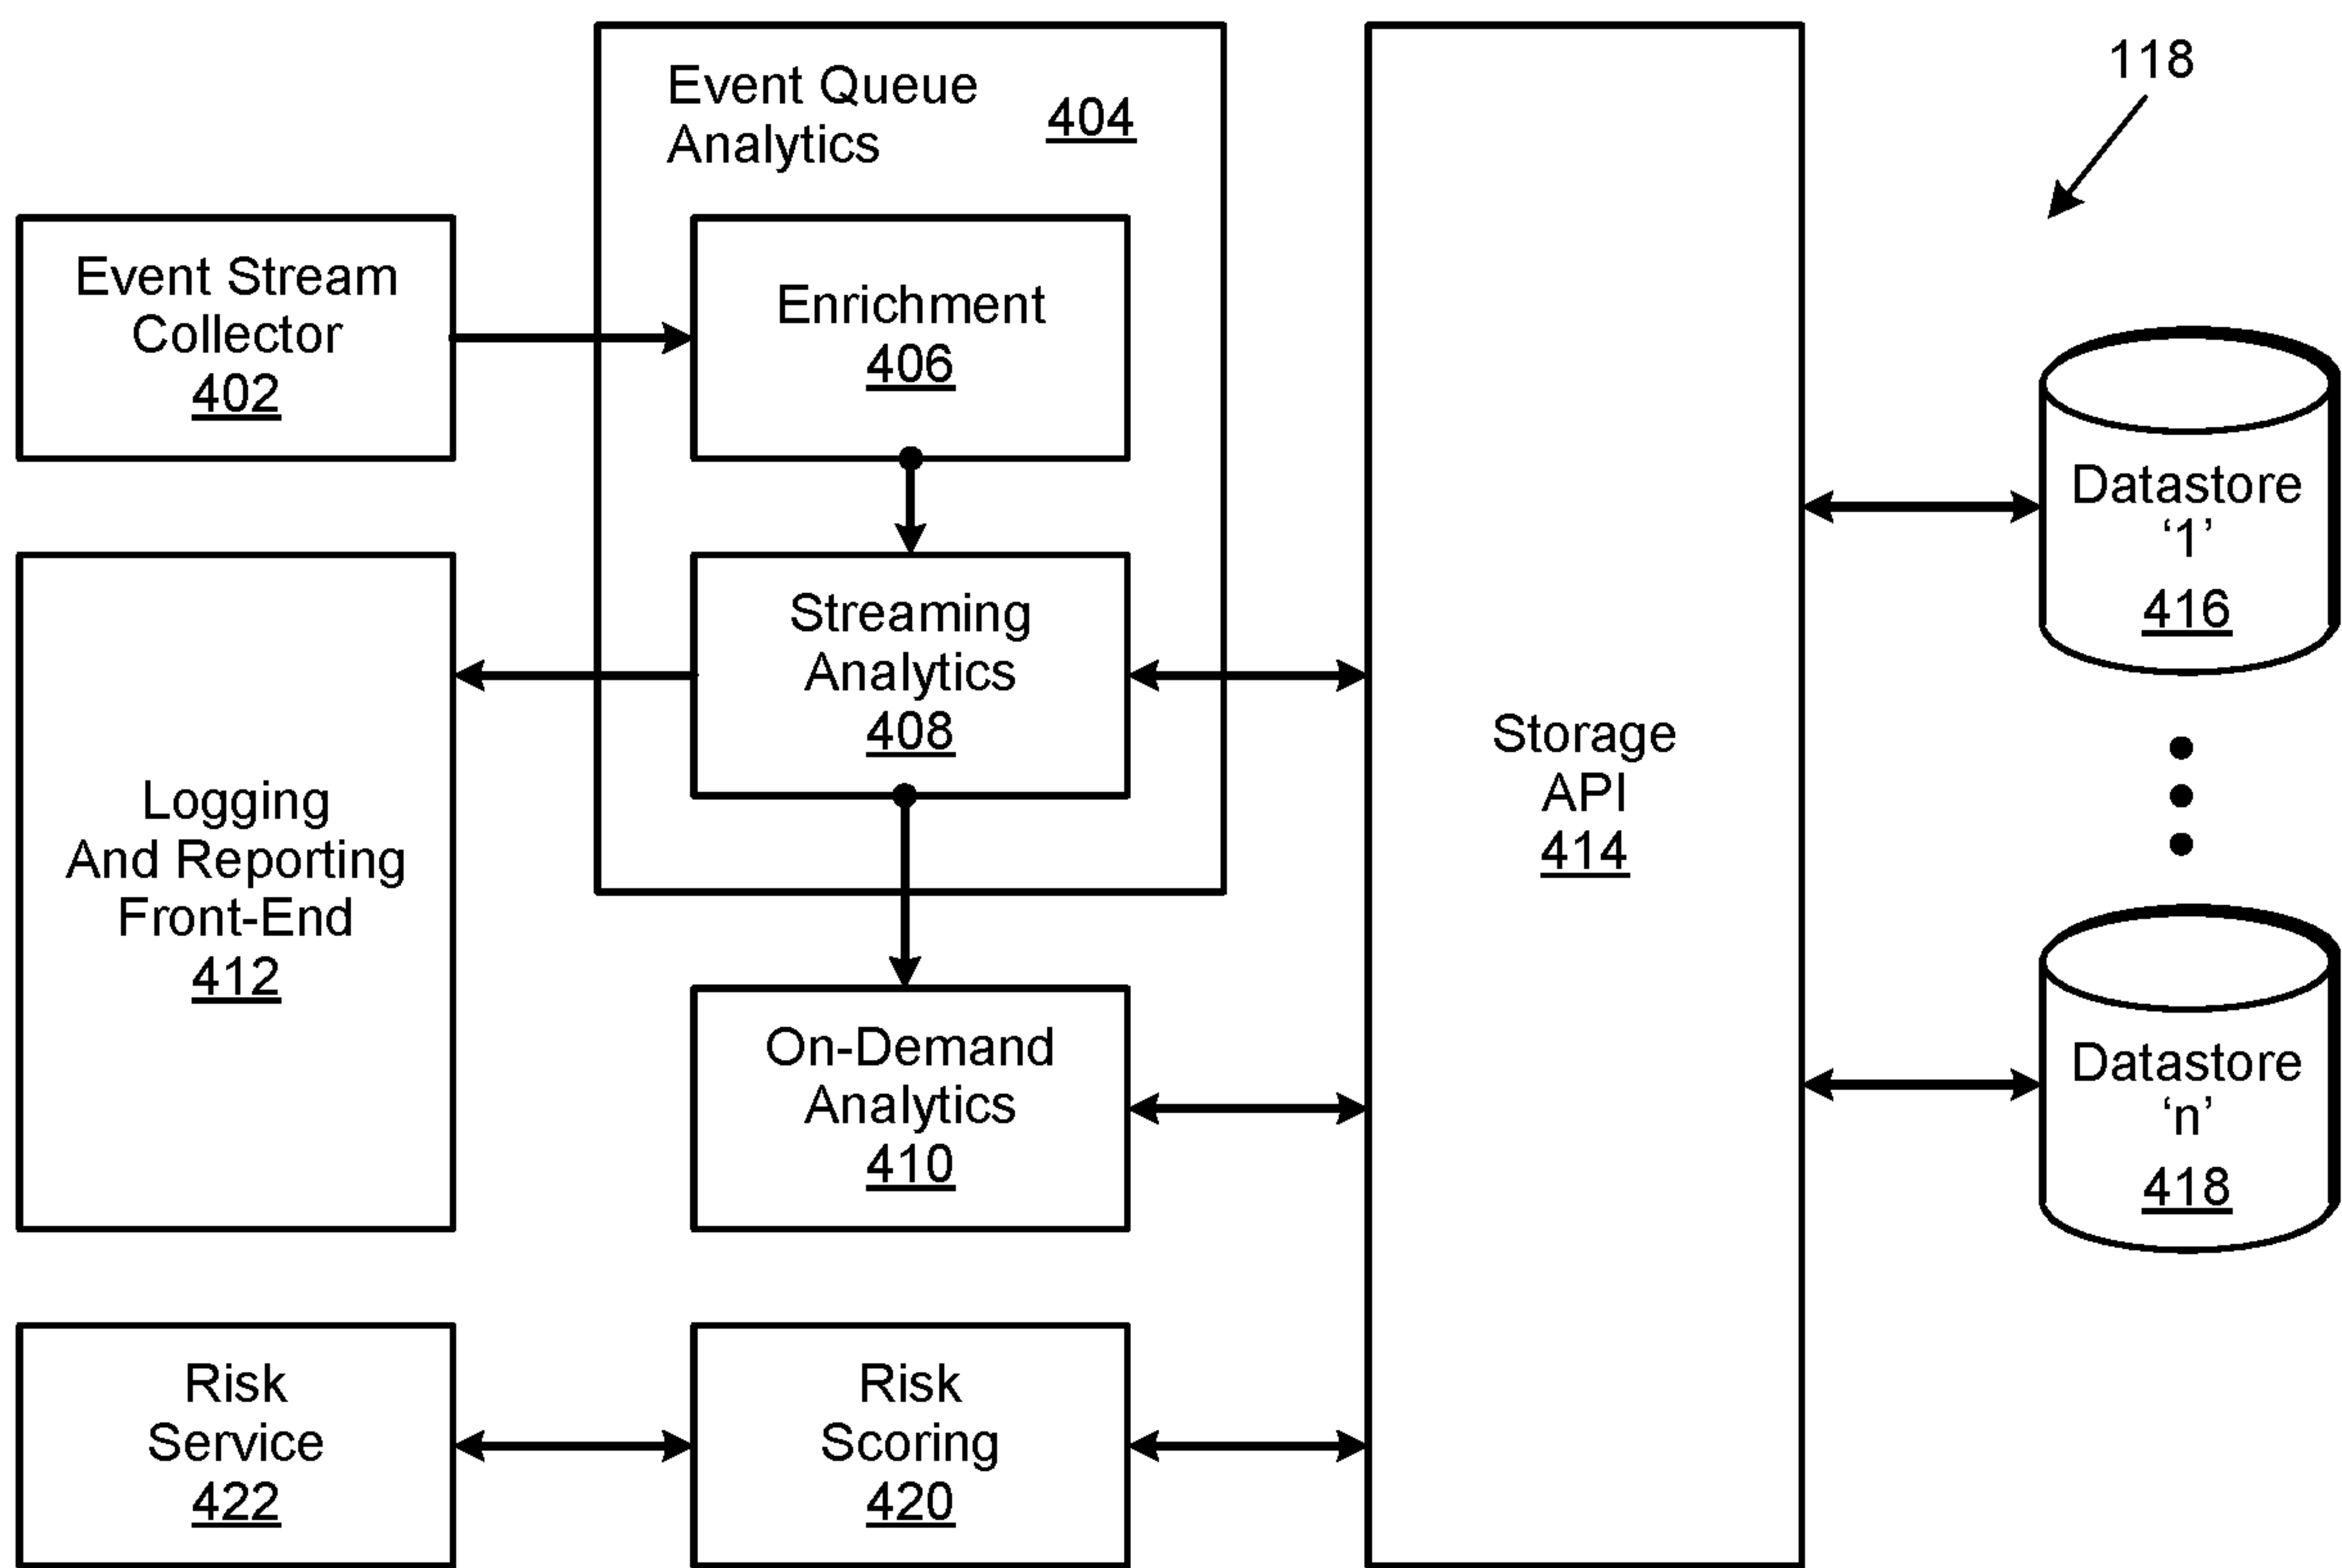 118
Event Queue
Analytics
404
Event Stream
Collector
402
Enrichment
406
Streaming
Analytics
408
Logging
And Reporting
Front-End
412
On-Demand
Analytics
410
Storage
API
414
Datastore
‘1’
416
Datastore
‘n’
418
Risk
Service
422
Risk
Scoring
420